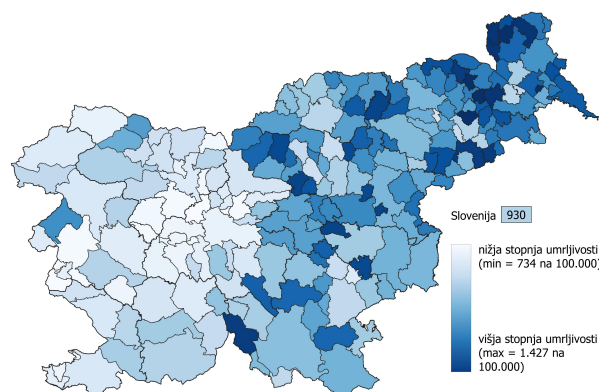 Slovenija 930
nižja stopnja umrljivosti
(min = 734 na 100.000)
višja stopnja umrljivosti
(max = 1.427 na
100.000)